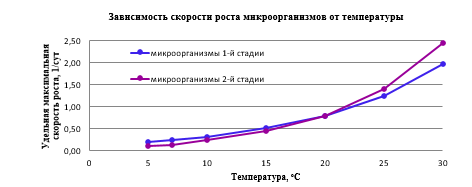 Зависимость скорости роста микроорганизмов от температуры
Удельная максимальная
скорость роста, 1/сут
2,50
2,00
1,50
1,00
0,50
0,00
микроорганизмы 1-й стадии
микроорганизмы 2-й стадии
0 5 10 15 20 25 30
Температура, °С